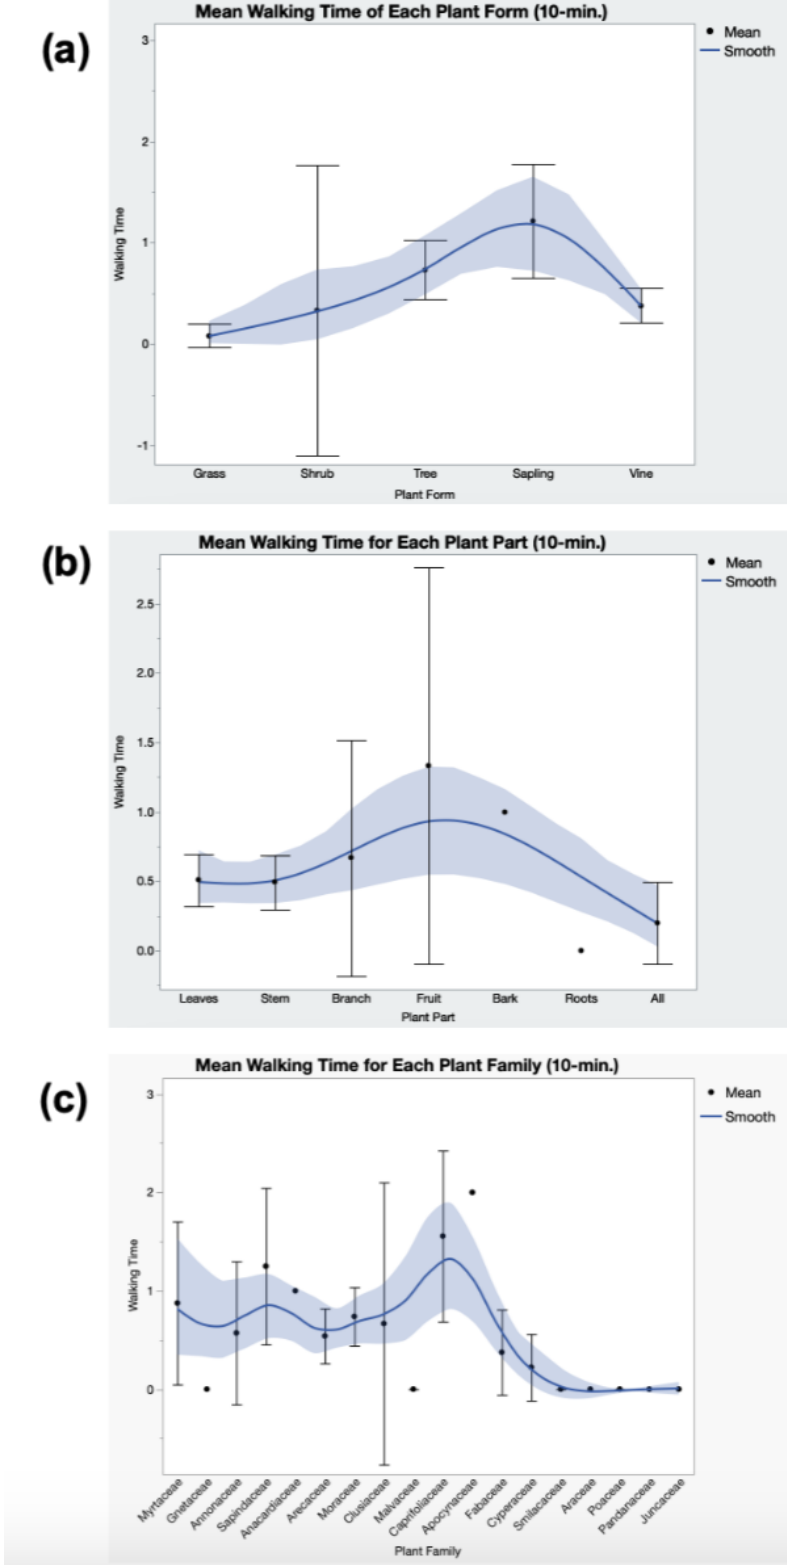 (a)
Mean Walking Time of Each Plant Form (10-min.)
Mean
Smooth
3
2
1
0
-1
Walking Time
Grass Shrub Tree Sapling Vine
Plant Form
(b)
Mean Walking Time for Each Plant Part (10-min.)
Mean
Smooth
2.5
2.0
1.5
1.0
0.5
0.0
Walking Time
Leaves Stem Branch Fruit Bark Roots All
Plant Part
(c)
Mean Walking Time for Each Plant Family (10-min.)
Mean
Smooth
3
2
1
0
Walking Time
Myrtaceae
Gnetaceae
Annonaceae
Sapindaceae
Anacardiaceae
Arecaceae
Moraceae
Clusiaceae
Malvaceae
Caprifoliaceae
Apocynaceae
Fabaceae
Cyperaceae
Smilacaceae
Araceae
Poaceae
Pandanaceae
Juncaceae
Plant Family